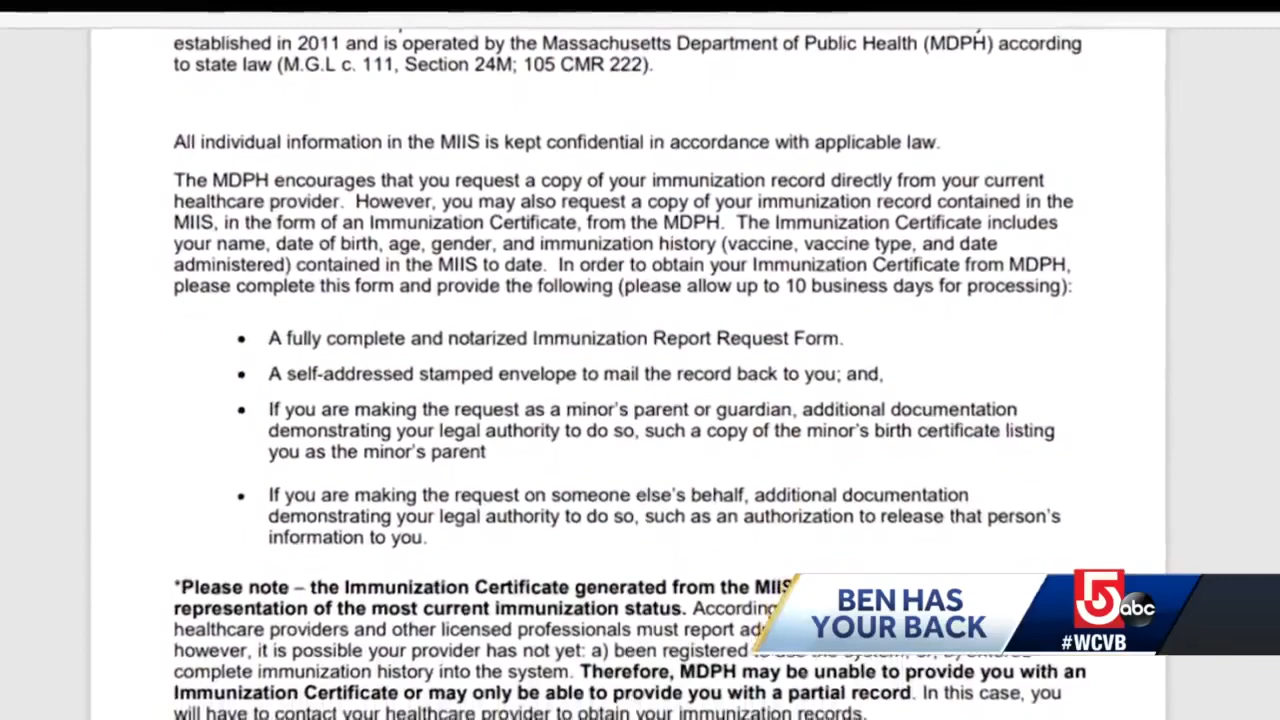 established in 2011 and is operated by the Massachusetts Department of Public Health (MDPH) according
to state law (M.G.L c. 111, Section 24M; 105 CMR 222).
All individual information in the MIIS is kept confidential in accordance with applicable law.
The MDPH encourages that you request a copy of your immunization record directly from your current
healthcare provider. However, you may also request a copy of your immunization record contained in the
MIIS, in the form of an Immunization Certificate, from the MDPH. The Immunization Certificate includes
your name, date of birth, age, gender, and immunization history (vaccine, vaccine type, and date
administered) contained in the MIIS to date. In order to obtain your Immunization Certificate from MDPH,
please complete this form and provide the following (please allow up to 10 business days for processing):
• A fully complete and notarized Immunization Report Request Form.
• A self-addressed stamped envelope to mail the record back to you; and,
• If you are making the request as a minor's parent or guardian, additional documentation
demonstrating your legal authority to do so, such a copy of the minor's birth certificate listing
you as the minor's parent
• If you are making the request on someone else's behalf, additional documentation
demonstrating your legal authority to do so, such as an authorization to release that person's
information to you.
*Please note – the Immunization Certificate generated from the MIIS
representation of the most current immunization status. According
healthcare providers and other licensed professionals must report
however, it is possible your provider has not yet: a) been registered
complete immunization history into the system. Therefore, MDPH may be unable to provide you with an
Immunization Certificate or may only be able to provide you with a partial record. In this case, you
will have to contact your healthcare provider to obtain your immunization records.
BEN HAS
YOUR BACK
5 abc
#WCVB